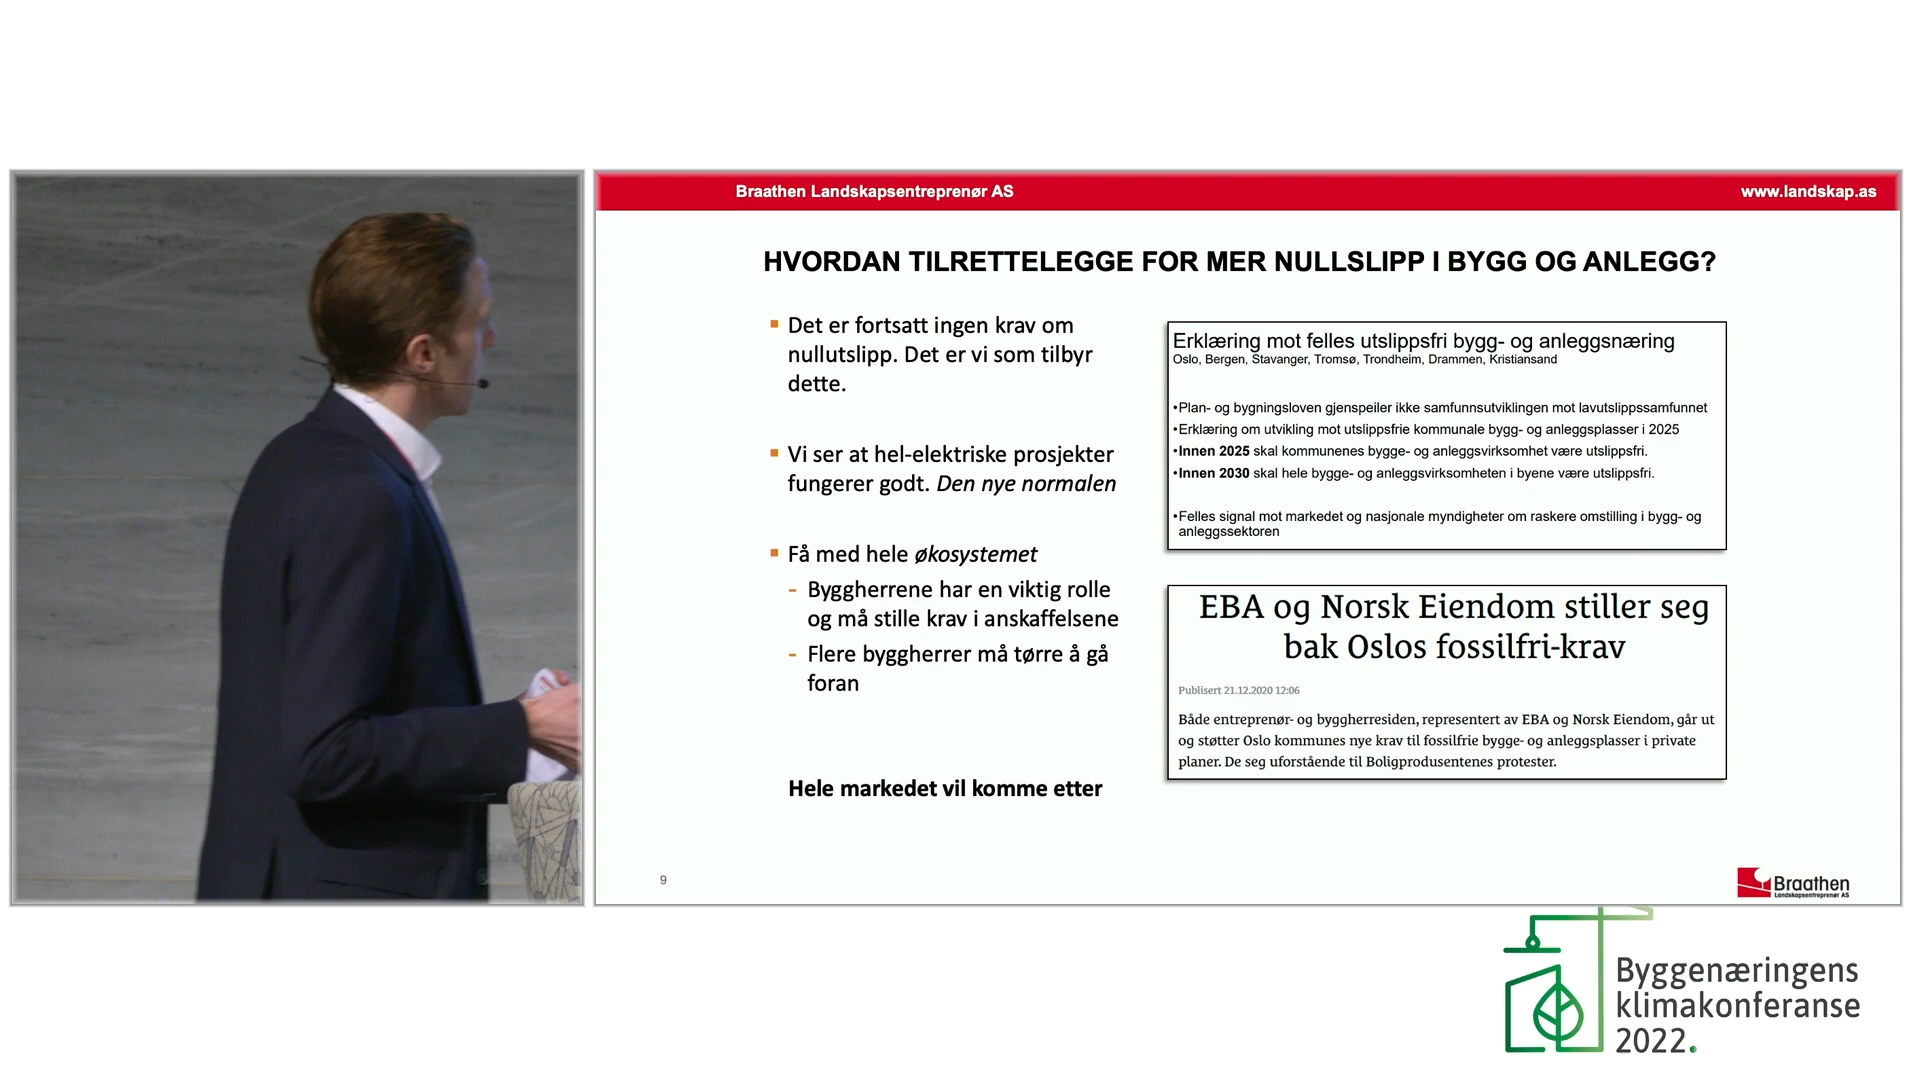 Braathen Landskapsentreprenør AS
www.landskap.as
HVORDAN TILRETTELEGGE FOR MER NULLSLIPP I BYGG OG ANLEGG?
▪ Det er fortsatt ingen krav om
nullutslipp. Det er vi som tilbyr
dette.
▪ Vi ser at hel-elektriske prosjekter
fungerer godt. Den nye normalen
▪ Få med hele økosystemet
- Byggherrene har en viktig rolle
og må stille krav i anskaffelsene
- Flere byggherrer må tørre å gå
foran
Hele markedet vil komme etter
Erklæring mot felles utslippsfri bygg- og anleggsnæring
Oslo, Bergen, Stavanger, Tromsø, Trondheim, Drammen, Kristiansand
•Plan- og bygningsloven gjenspeiler ikke samfunnsutviklingen mot lavutslippssamfunnet
•Erklæring om utvikling mot utslippsfrie kommunale bygg- og anleggsplasser i 2025
•Innen 2025 skal kommunenes bygge- og anleggsvirksomhet være utslippsfri.
•Innen 2030 skal hele bygge- og anleggsvirksomheten i byene være utslippsfri.
•Felles signal mot markedet og nasjonale myndigheter om raskere omstilling i bygg- og
anleggssektoren
EBA og Norsk Eiendom stiller seg
bak Oslos fossilfri-krav
Publisert 21.12.2020 12:06
Både entreprenør- og byggherresiden, representert av EBA og Norsk Eiendom, går ut
og støtter Oslo kommunes nye krav til fossilfrie bygge- og anleggsplasser i private
planer. De seg uforstående til Boligprodusentenes protester.
9
Braathen
Landskapsentreprenør AS
Byggenæringens
klimakonferanse
2022.